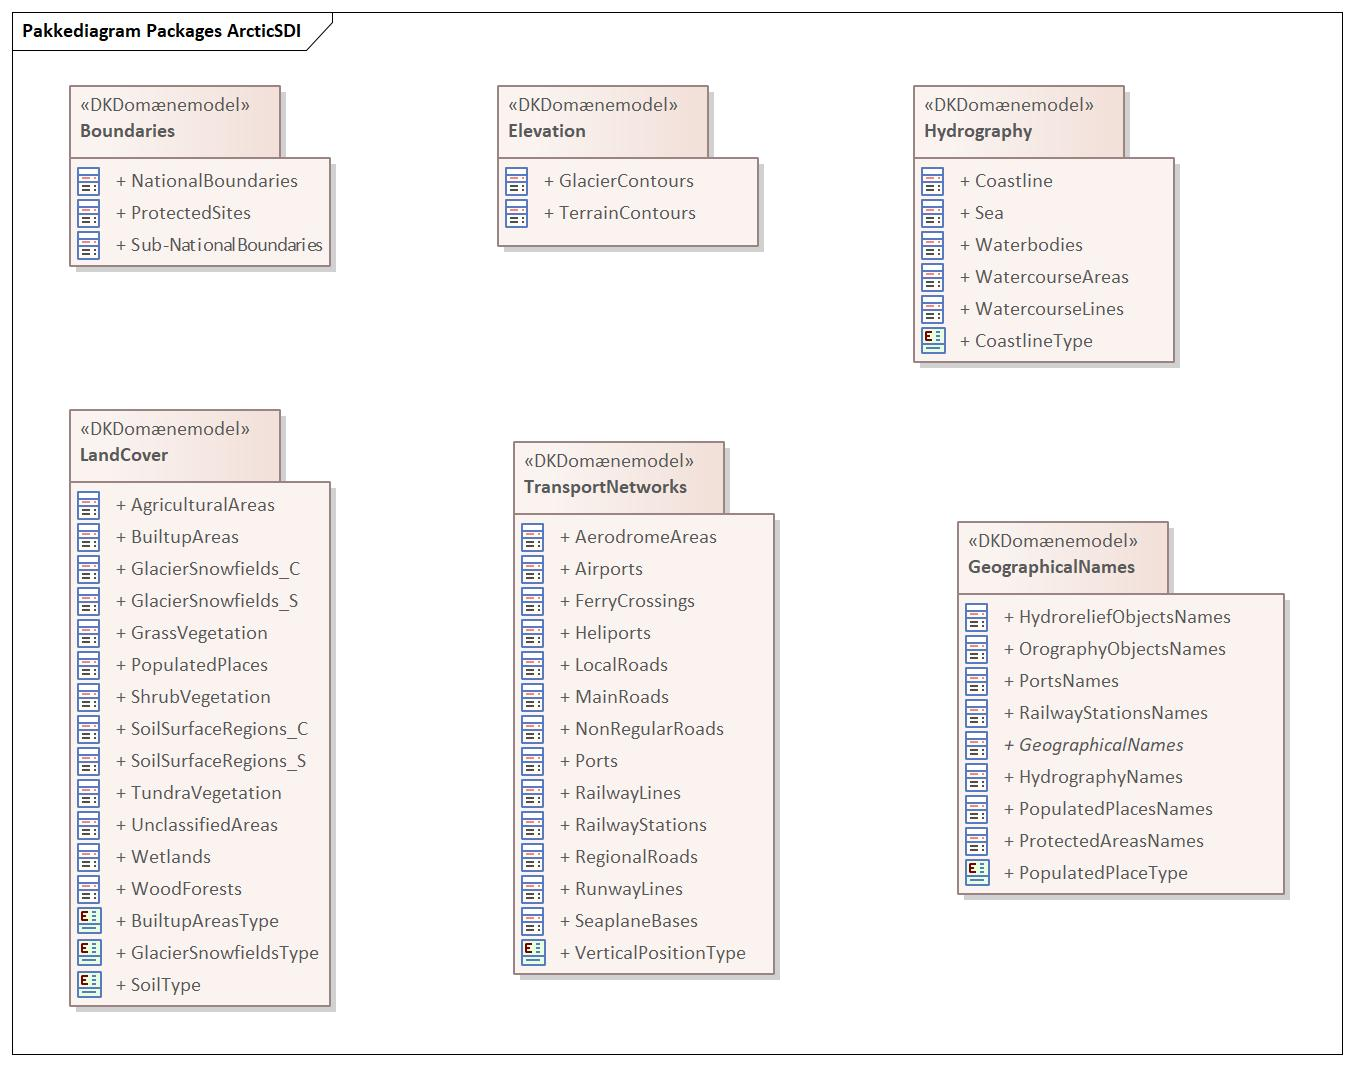 Pakkediagram Packages ArcticSDI
«DKDomænemodel»
Boundaries
+ NationalBoundaries
+ ProtectedSites
+ Sub-NationalBoundaries
«DKDomænemodel»
Elevation
+ GlacierContours
+ TerrainContours
«DKDomænemodel»
Hydrography
+ Coastline
+ Sea
+ Waterbodies
+ WatercourseAreas
+ WatercourseLines
+ CoastlineType
«DKDomænemodel»
LandCover
+ AgriculturalAreas
+ BuiltupAreas
+ GlacierSnowfields_C
+ GlacierSnowfields_S
+ GrassVegetation
+ PopulatedPlaces
+ ShrubVegetation
+ SoilSurfaceRegions_C
+ SoilSurfaceRegions_S
+ TundraVegetation
+ UnclassifiedAreas
+ Wetlands
+ WoodForests
+ BuiltupAreasType
+ GlacierSnowfieldsType
+ SoilType
«DKDomænemodel»
TransportNetworks
+ AerodromeAreas
+ Airports
+ FerryCrossings
+ Heliports
+ LocalRoads
+ MainRoads
+ NonRegularRoads
+ Ports
+ RailwayLines
+ RailwayStations
+ RegionalRoads
+ RunwayLines
+ SeaplaneBases
+ VerticalPositionType
«DKDomænemodel»
GeographicalNames
+ HydroreliefObjectsNames
+ OrographyObjectsNames
+ PortsNames
+ RailwayStationsNames
+ GeographicalNames
+ HydrographyNames
+ PopulatedPlacesNames
+ ProtectedAreasNames
+ PopulatedPlaceType